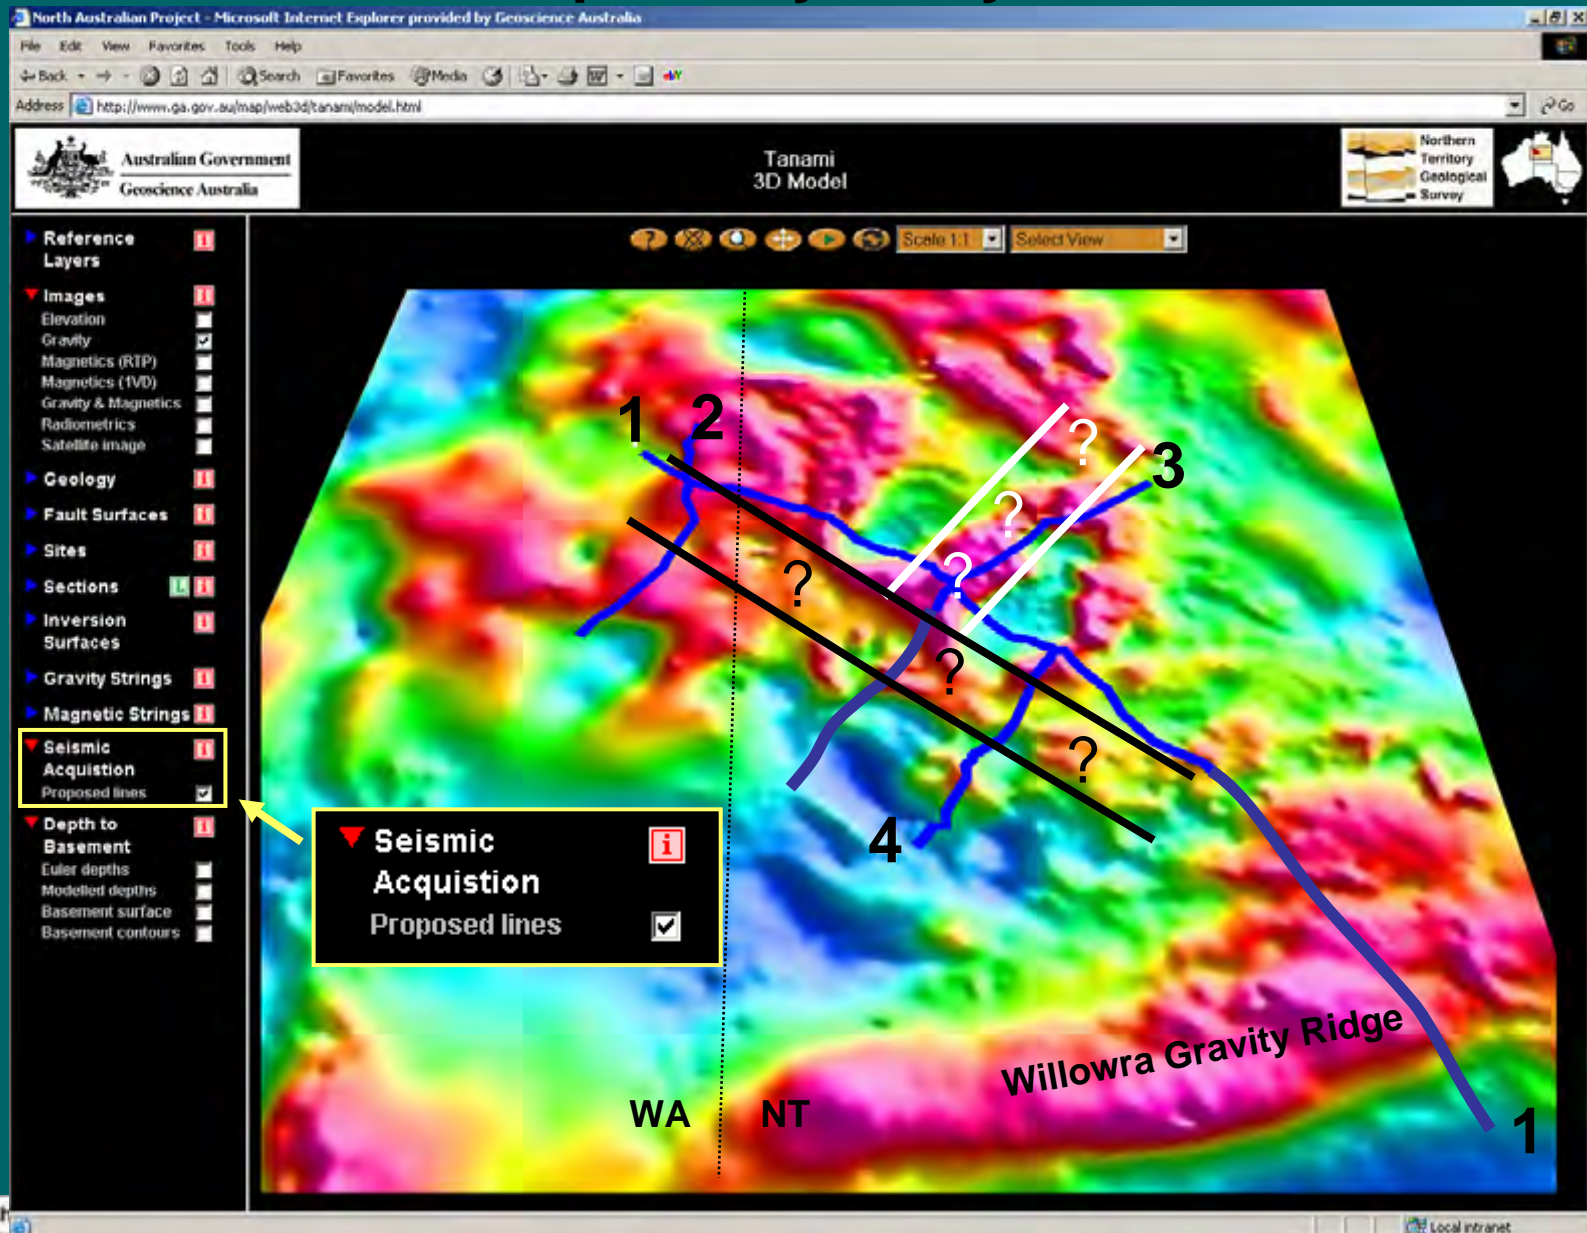 North Australian Project - Microsoft Internet Explorer provided by Geoscience Australia
File Edit View Favorites Tools Help
Back Search Favorites Media
Address http://www.ga.gov.au/map/web3d/tanami/model.html Go
Australian Government
Geoscience Australia
Tanami
3D Model
Northern
Territory
Geological
Survey
? Scale 1:1 Select View
Reference
Layers
Images
Elevation
Gravity
Magnetics (RTP)
Magnetics (1VD)
Gravity & Magnetics
Radiometrics
Satellite image
Geology
Fault Surfaces
Sites
Sections
Inversion
Surfaces
Gravity Strings
Magnetic Strings
Seismic
Acquistion
Proposed lines
Depth to
Basement
Euler depths
Modelled depths
Basement surface
Basement contours
Seismic i
Acquistion
Proposed lines
1 2
?
3
?
?
?
?
?
4
Willowra Gravity Ridge
WA NT
1
Local intranet